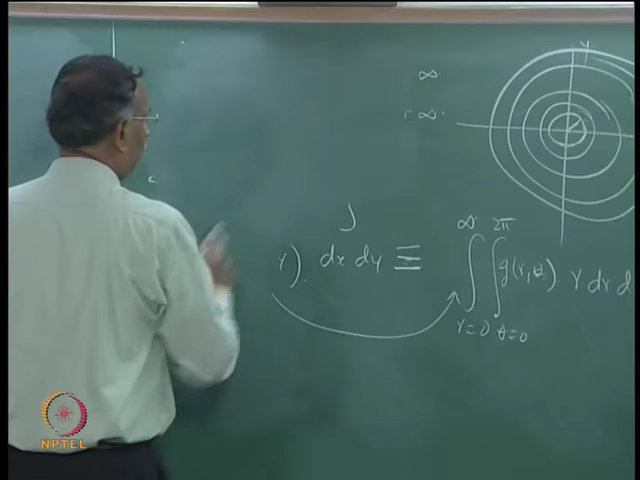 ∞
-∞
Y
J
∞ 2π
Y). dx dy ≡ ∫ ∫ g(r,θ) r dr d
r=0 θ=0
NPTEL